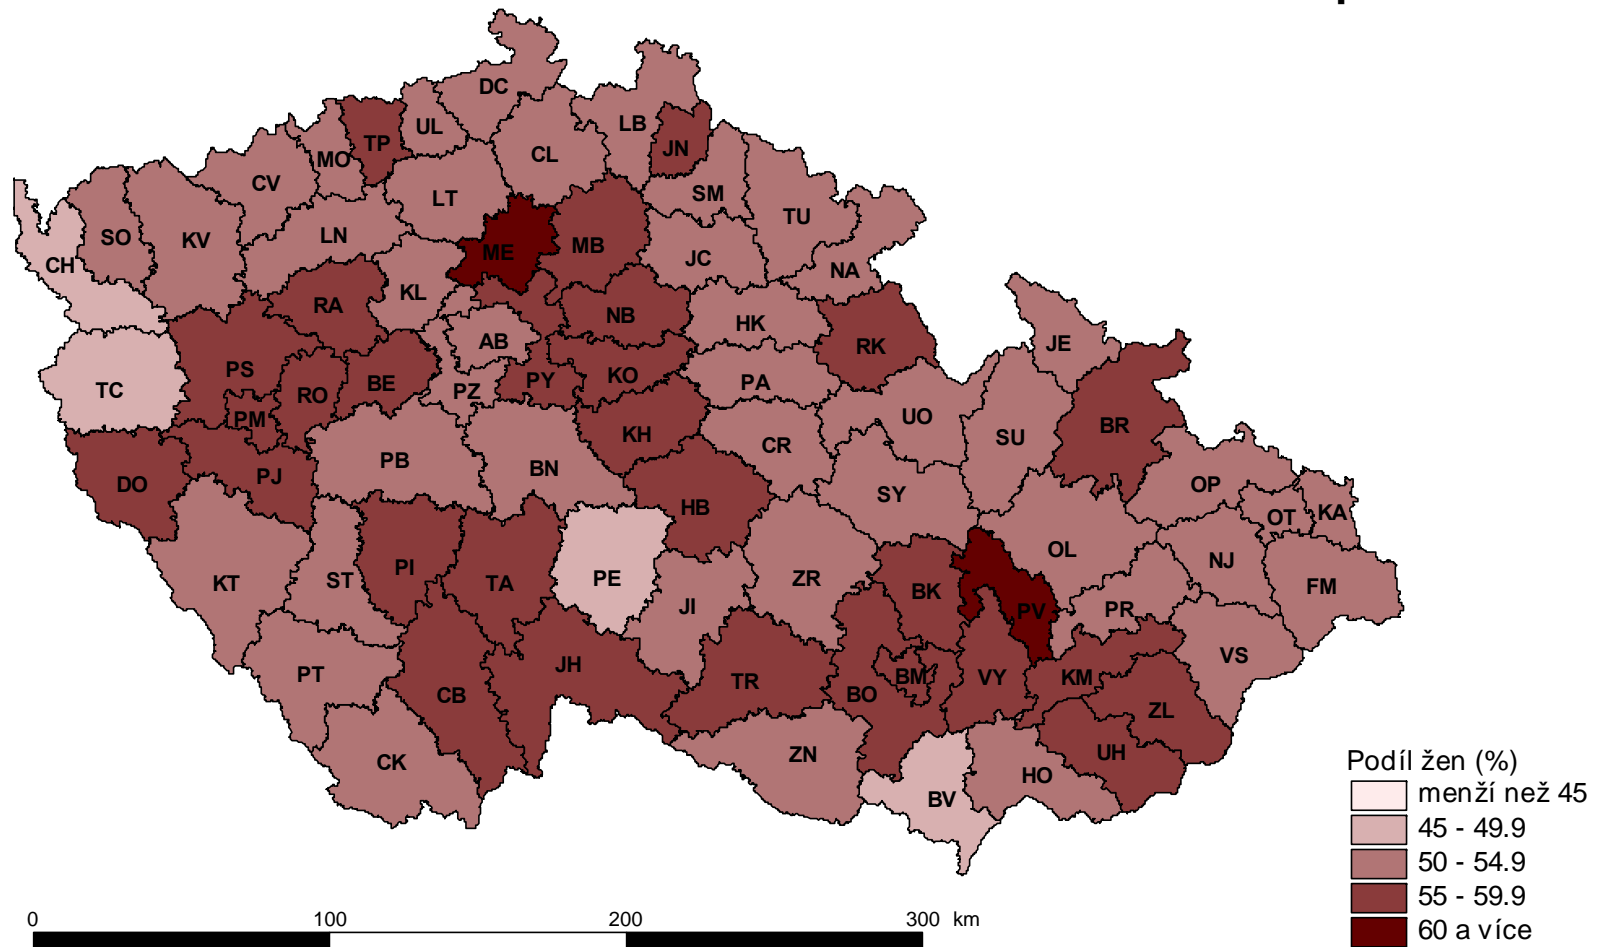 DC
UL
TP
MO
LB
JN
CL
CV
LT
SM
SO
KV
LN
TU
ME
MB
CH
JC
NA
KL
RA
NB
HK
AB
RK
JE
PS
BE
RO
PZ
PY
KO
PA
TC
PM
UO
BR
KH
CR
SU
PB
BN
PJ
DO
OP
SY
HB
OT
KA
OL
NJ
KT
ST
PI
TA
PE
ZR
BK
FM
JI
PV
PR
VS
PT
JH
CB
TR
BO
BM
VY
KM
ZL
CK
ZN
UH
HO
BV
Podíl žen (%)
menží než 45
45 - 49.9
50 - 54.9
55 - 59.9
60 a více
0 100 200 300 km